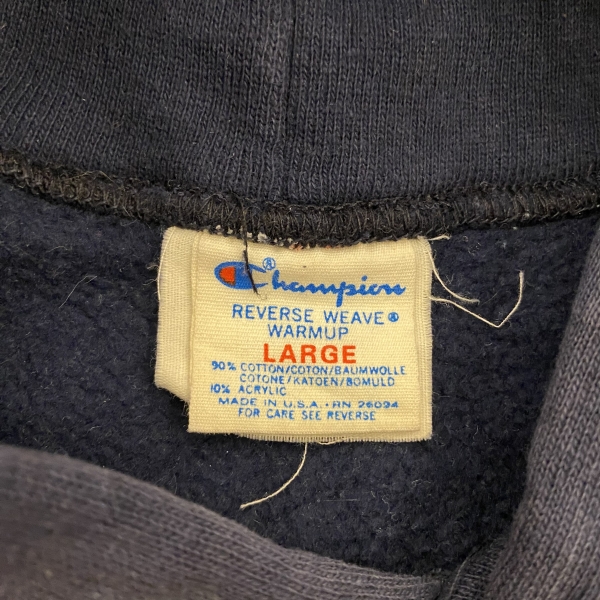 Champion®
REVERSE WEAVE®
WARMUP
LARGE
90% COTTON/COTON/BAUMWOLLE
COTONE/KATOEN/BOMULD
10% ACRYLIC
MADE IN U.S.A. • RN 26094
FOR CARE SEE REVERSE